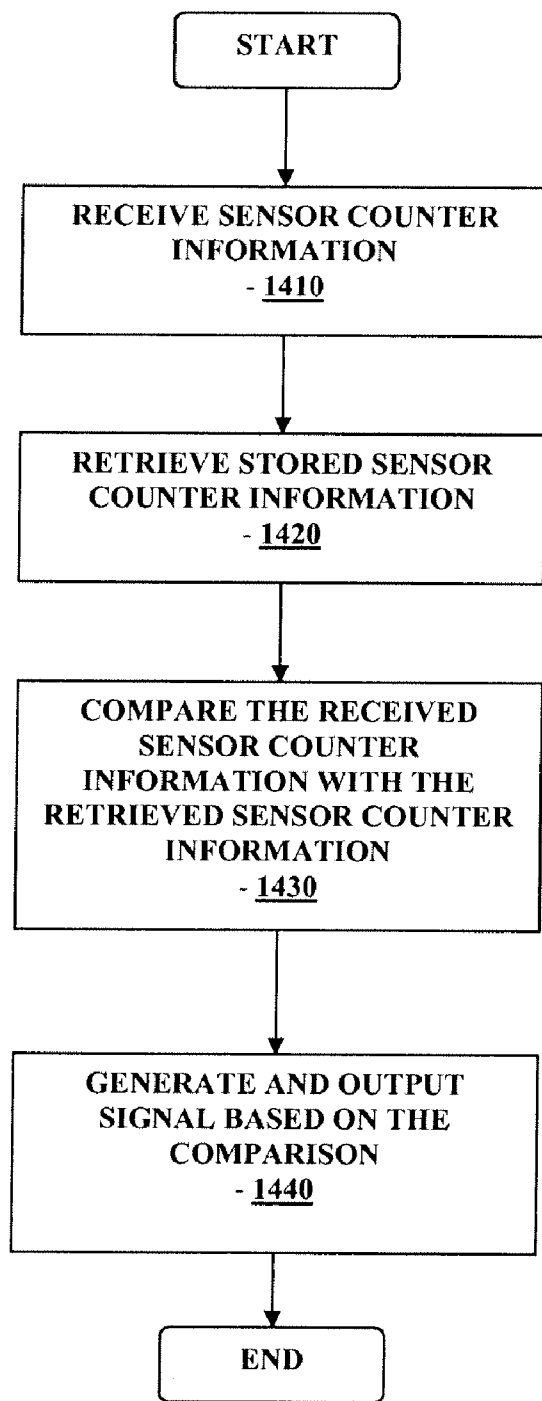 START
RECEIVE SENSOR COUNTER
INFORMATION
- 1410
RETRIEVE STORED SENSOR
COUNTER INFORMATION
- 1420
COMPARE THE RECEIVED
SENSOR COUNTER
INFORMATION WITH THE
RETRIEVED SENSOR COUNTER
INFORMATION
- 1430
GENERATE AND OUTPUT
SIGNAL BASED ON THE
COMPARISON
- 1440
END